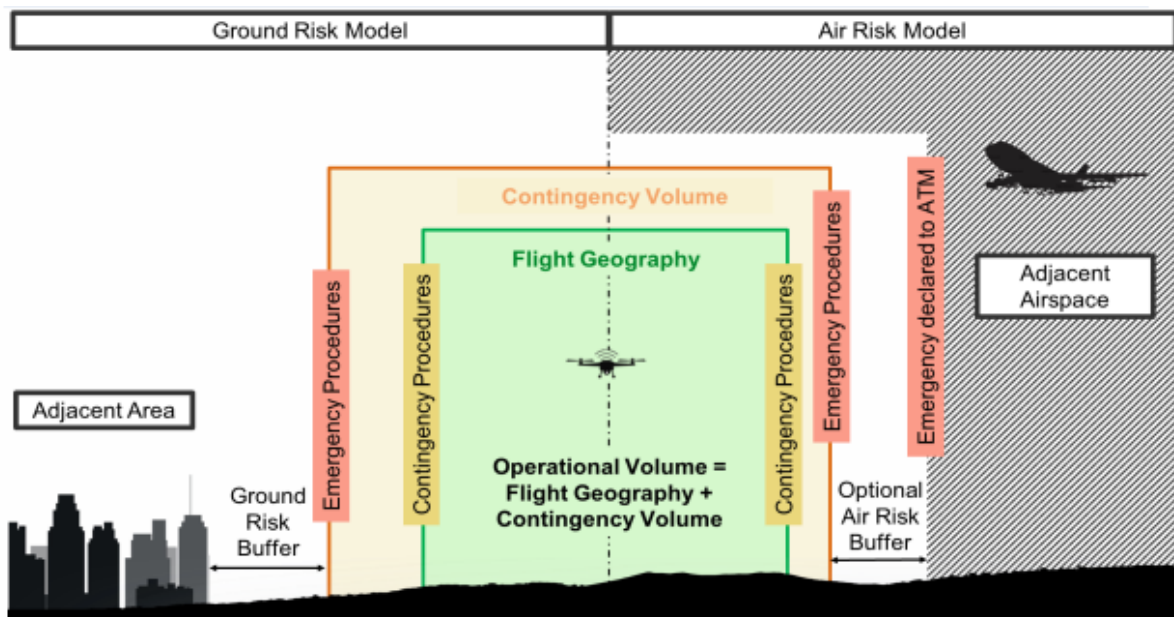 Ground Risk Model
Air Risk Model
Contingency Volume
Flight Geography
Emergency Procedures
Contingency Procedures
Contingency Procedures
Emergency Procedures
Emergency declared to ATM
Adjacent
Airspace
Adjacent Area
Operational Volume =
Flight Geography +
Contingency Volume
Ground
Risk
Buffer
Optional
Air Risk
Buffer